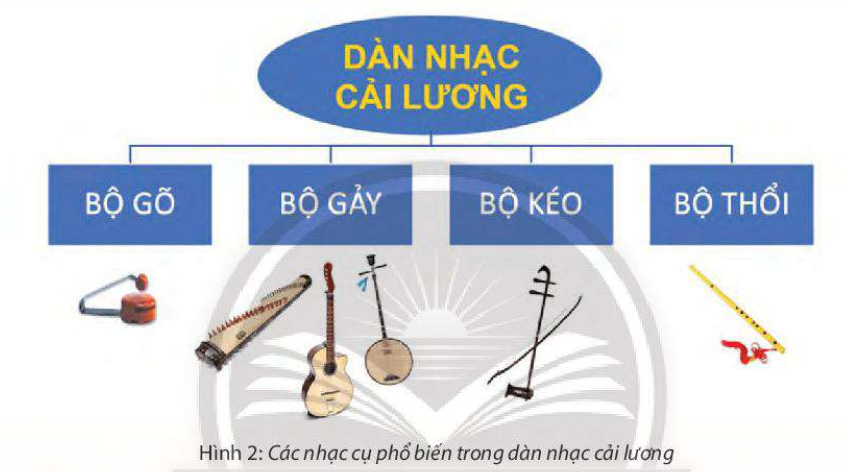 DÀN NHẠC
CẢI LƯƠNG
BỘ GÕ
BỘ GẢY
BỘ KÉO
BỘ THỔI
Hình 2: Các nhạc cụ phổ biến trong dàn nhạc cải lương